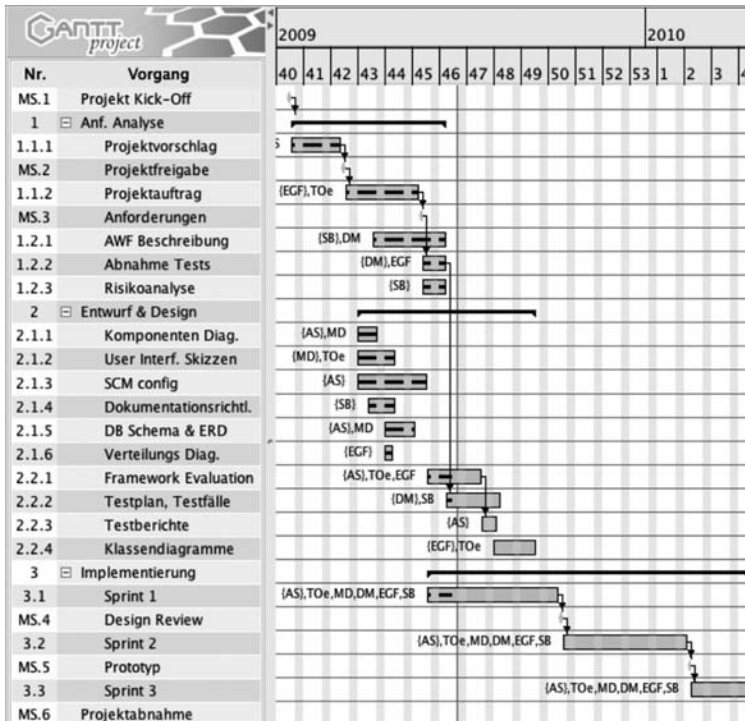 GANTT
project
2009 2010
40 41 42 43 44 45 46 47 48 49 50 51 52 53 1 2 3 4
Nr. Vorgang
MS.1 Projekt Kick-Off
1 Anf. Analyse
1.1.1 Projektvorschlag
MS.2 Projektfreigabe
1.1.2 Projektauftrag {EGF},TOe
MS.3 Anforderungen
1.2.1 AWF Beschreibung {SB},DM
1.2.2 Abnahme Tests {DM},EGF
1.2.3 Risikoanalyse {SB}
2 Entwurf & Design
2.1.1 Komponenten Diag. {AS},MD
2.1.2 User Interf. Skizzen {MD},TOe
2.1.3 SCM config {AS}
2.1.4 Dokumentationsrichtl. {SB}
2.1.5 DB Schema & ERD {AS},MD
2.1.6 Verteilungs Diag. {EGF}
2.2.1 Framework Evaluation {AS},TOe,EGF
2.2.2 Testplan, Testfälle {DM},SB
2.2.3 Testberichte {AS}
2.2.4 Klassendiagramme {EGF},TOe
3 Implementierung
3.1 Sprint 1 {AS},TOe,MD,DM,EGF,SB
MS.4 Design Review
3.2 Sprint 2 {AS},TOe,MD,DM,EGF,SB
MS.5 Prototyp
3.3 Sprint 3 {AS},TOe,MD,DM,EGF,SB
MS.6 Projektabnahme